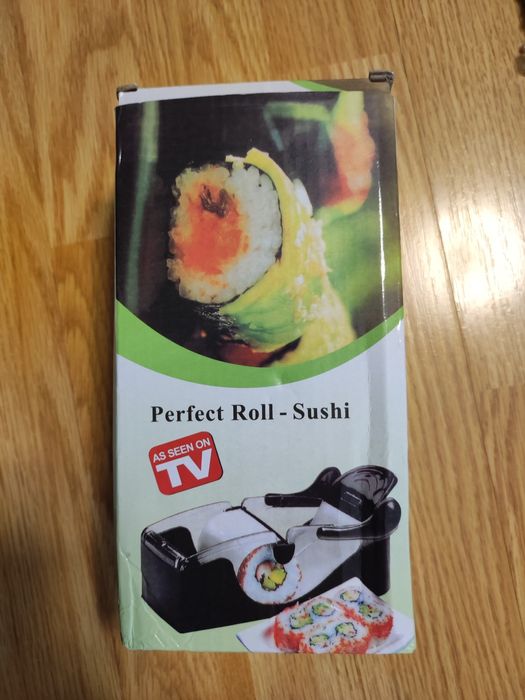 Perfect Roll - Sushi
AS SEEN ON
TV